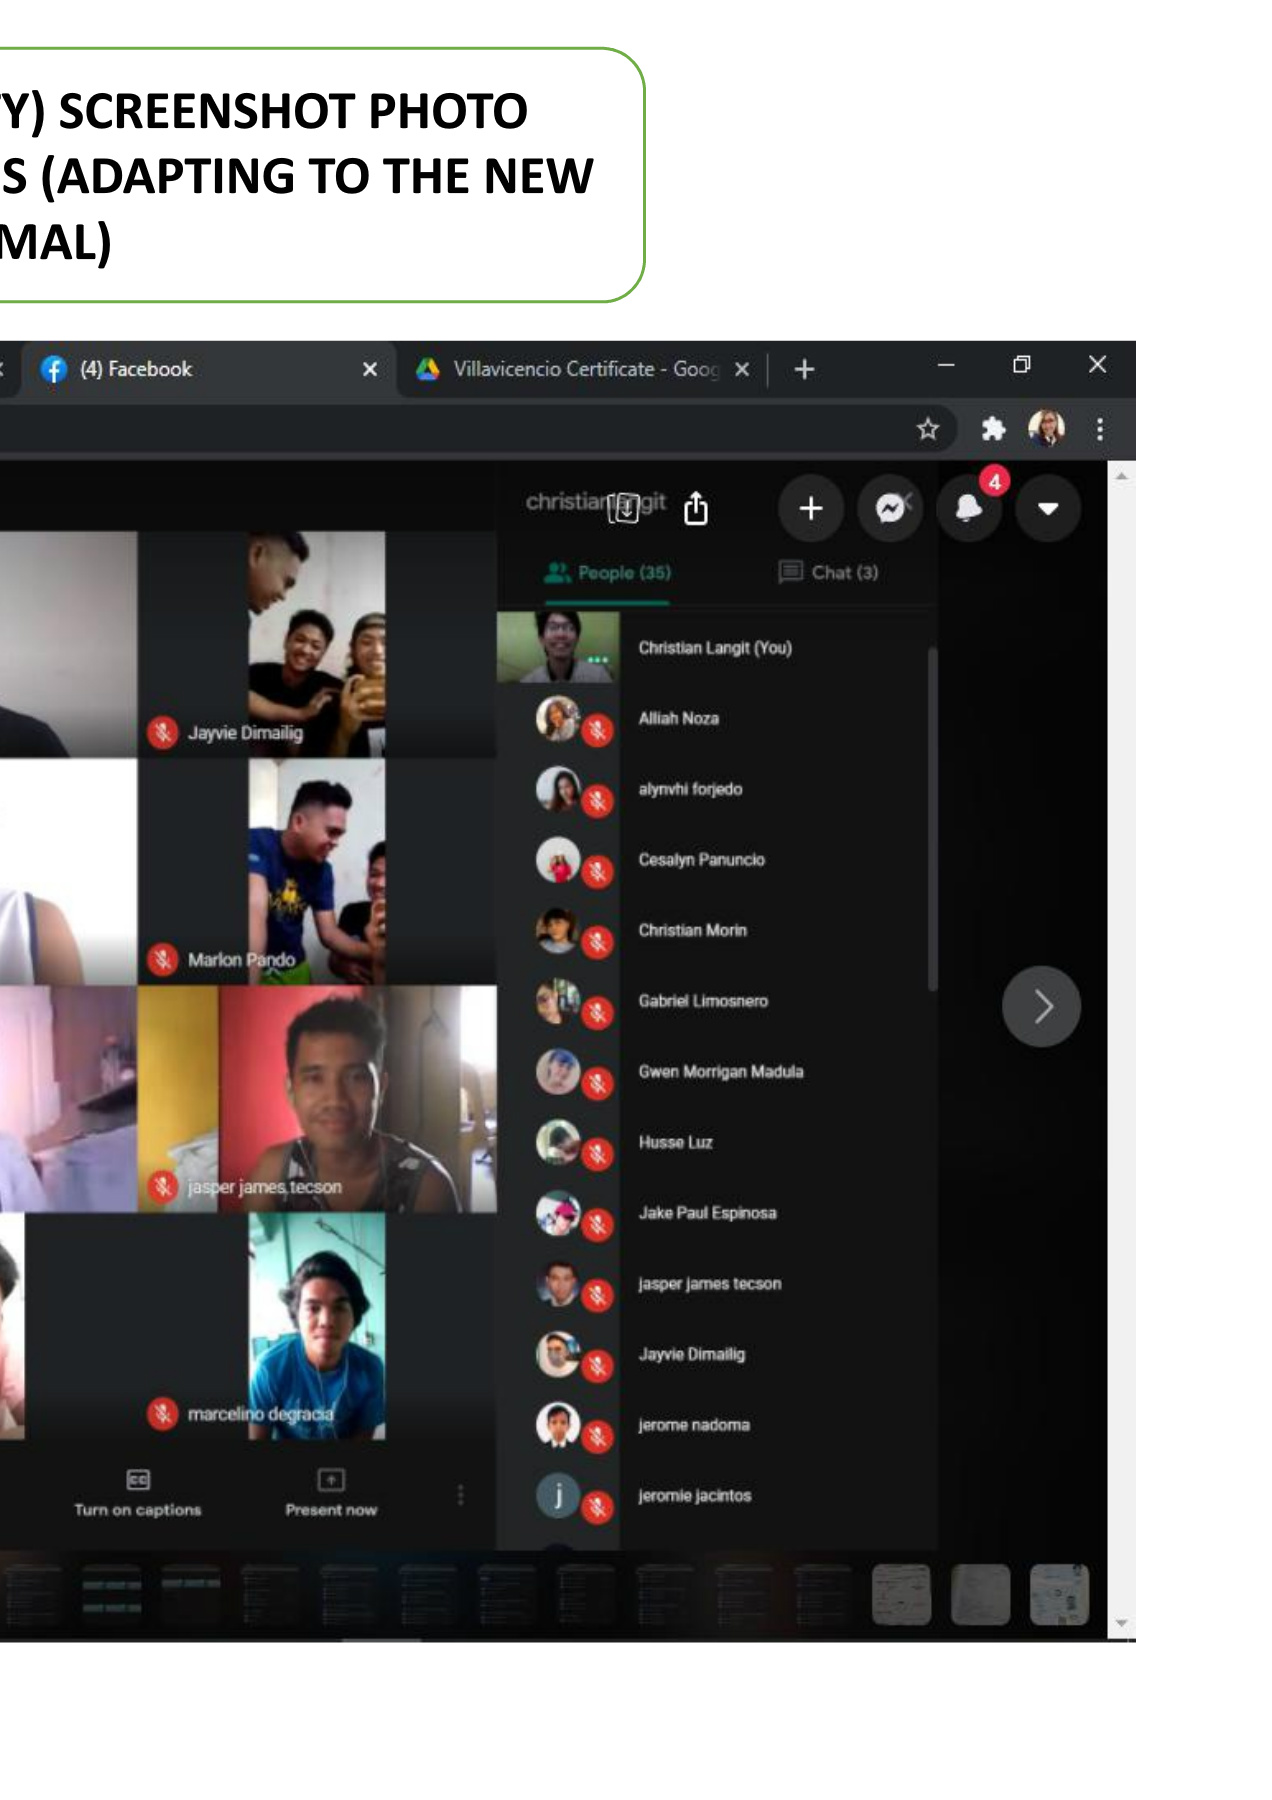 TY) SCREENSHOT PHOTO
S (ADAPTING TO THE NEW
MAL)
(4) Facebook
Villavicencio Certificate - Goog
4
People (35)
Chat (3)
Christian Langit (You)
Alliah Noza
alynvhi forjedo
Cesalyn Panuncio
Christian Morin
Gabriel Limosnero
Gwen Morrigan Madula
Husse Luz
Jake Paul Espinosa
jasper james tecson
Jayvie Dimailig
jerome nadoma
j
jeromie jacintos
Jayvie Dimailig
Marlon Pando
jasper james tecson
marcelino degracia
CC
Turn on captions
Present now